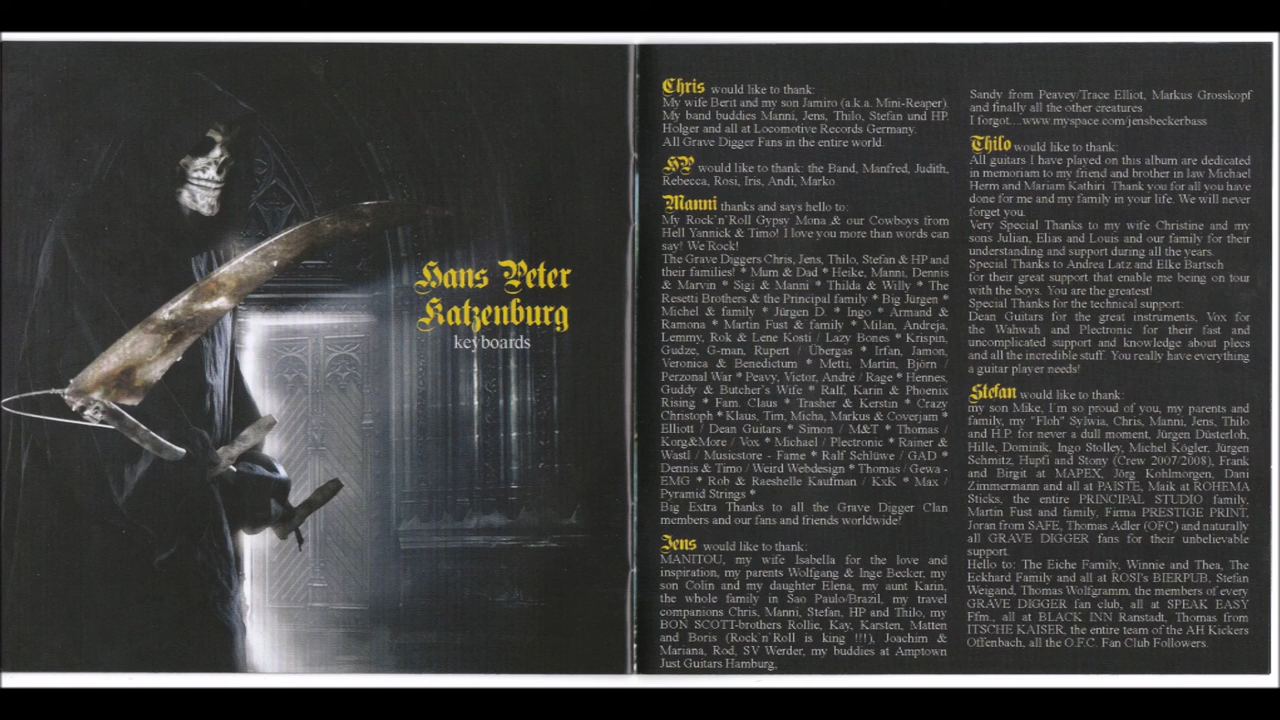 Hans Peter
Katzenburg
keyboards
Chris would like to thank:
My wife Berit and my son Jamiro (a.k.a. Mini-Reaper).
My band buddies Manni, Jens, Thilo, Stefan und HP.
Holger and all at Locomotive Records Germany.
All Grave Digger Fans in the entire world.
HP would like to thank: the Band, Manfred, Judith,
Rebecca, Rosi, Iris, Andi, Marko.
Manni thanks and says hello to:
My Rock`n`Roll Gypsy Mona & our Cowboys from
Hell Yannick & Timo! I love you more than words can
say! We Rock!
The Grave Diggers Chris, Jens, Thilo, Stefan & HP and
their families! * Mum & Dad * Heike, Manni, Dennis
& Marvin * Sigi & Manni * Thilda & Willy * The
Resetti Brothers & the Principal family * Big Jürgen *
Michel & family * Jürgen D. * Ingo * Armand &
Ramona * Martin Fust & family * Milan, Andreja,
Lemmy, Rok & Lene Kosti / Lazy Bones * Krispin,
Gudze, G-man, Rupert / Übergas * Irfan, Jamon,
Veronica & Benedictum * Metti, Martin, Björn /
Perzonal War * Peavy, Victor, André / Rage * Hennes,
Guddy & Butcher's Wife * Ralf, Karin & Phoenix
Rising * Fam. Claus * Trasher & Kerstin * Crazy
Christoph * Klaus, Tim, Micha, Markus & Coverjam *
Elliott / Dean Guitars * Simon / M&T * Thomas /
Korg&More / Vox * Michael / Plectronic * Rainer &
Wastl / Musicstore - Fame * Ralf Schlüwe / GAD *
Dennis & Timo / Weird Webdesign * Thomas / Gewa -
EMG * Rob & Raeshelle Kaufman / KxK * Max /
Pyramid Strings *
Big Extra Thanks to all the Grave Digger Clan
members and our fans and friends worldwide!
Jens would like to thank:
MANITOU, my wife Isabella for the love and
inspiration, my parents Wolfgang & Inge Becker, my
son Colin and my daughter Elena, my aunt Karin,
the whole family in Sao Paulo/Brazil, my travel
companions Chris, Manni, Stefan, HP and Thilo, my
BON SCOTT-brothers Rollie, Kay, Karsten, Matten
and Boris (Rock`n`Roll is king !!!), Joachim &
Mariana, Rod, SV Werder, my buddies at Amptown
Just Guitars Hamburg,
Sandy from Peavey/Trace Elliot, Markus Grosskopf
and finally all the other creatures
I forgot....www.myspace.com/jensbeckerbass
Thilo would like to thank:
All guitars I have played on this album are dedicated
in memoriam to my friend and brother in law Michael
Herm and Mariam Kathiri. Thank you for all you have
done for me and my family in your life. We will never
forget you.
Very Special Thanks to my wife Christine and my
sons Julian, Elias and Louis and our family for their
understanding and support during all the years.
Special Thanks to Andrea Latz and Elke Bartsch
for their great support that enable me being on tour
with the boys. You are the greatest!
Special Thanks for the technical support:
Dean Guitars for the great instruments, Vox for
the Wahwah and Plectronic for their fast and
uncomplicated support and knowledge about plecs
and all the incredible stuff. You really have everything
a guitar player needs!
Stefan would like to thank:
my son Mike, I'm so proud of you, my parents and
family, my "Floh" Sylwia, Chris, Manni, Jens, Thilo
and H.P. for never a dull moment, Jürgen Düsterloh,
Hille, Dominik, Ingo Stolley, Michel Kögler, Jürgen
Schmitz, Hupfi and Stony (Crew 2007/2008), Frank
and Birgit at MAPEX, Jörg Kohlmorgen, Dani
Zimmermann and all at PAISTE, Maik at ROHEMA
Sticks, the entire PRINCIPAL STUDIO family,
Martin Fust and family, Firma PRESTIGE PRINT,
Joran from SAFE, Thomas Adler (OFC) and naturally
all GRAVE DIGGER fans for their unbelievable
support.
Hello to: The Eiche Family, Winnie and Thea, The
Eckhard Family and all at ROSI's BIERPUB, Stefan
Weigand, Thomas Wolfgramm, the members of every
GRAVE DIGGER fan club, all at SPEAK EASY
Ffm., all at BLACK INN Ranstadt, Thomas from
ITSCHE KAISER, the entire team of the AH Kickers
Offenbach, all the O.F.C. Fan Club Followers.